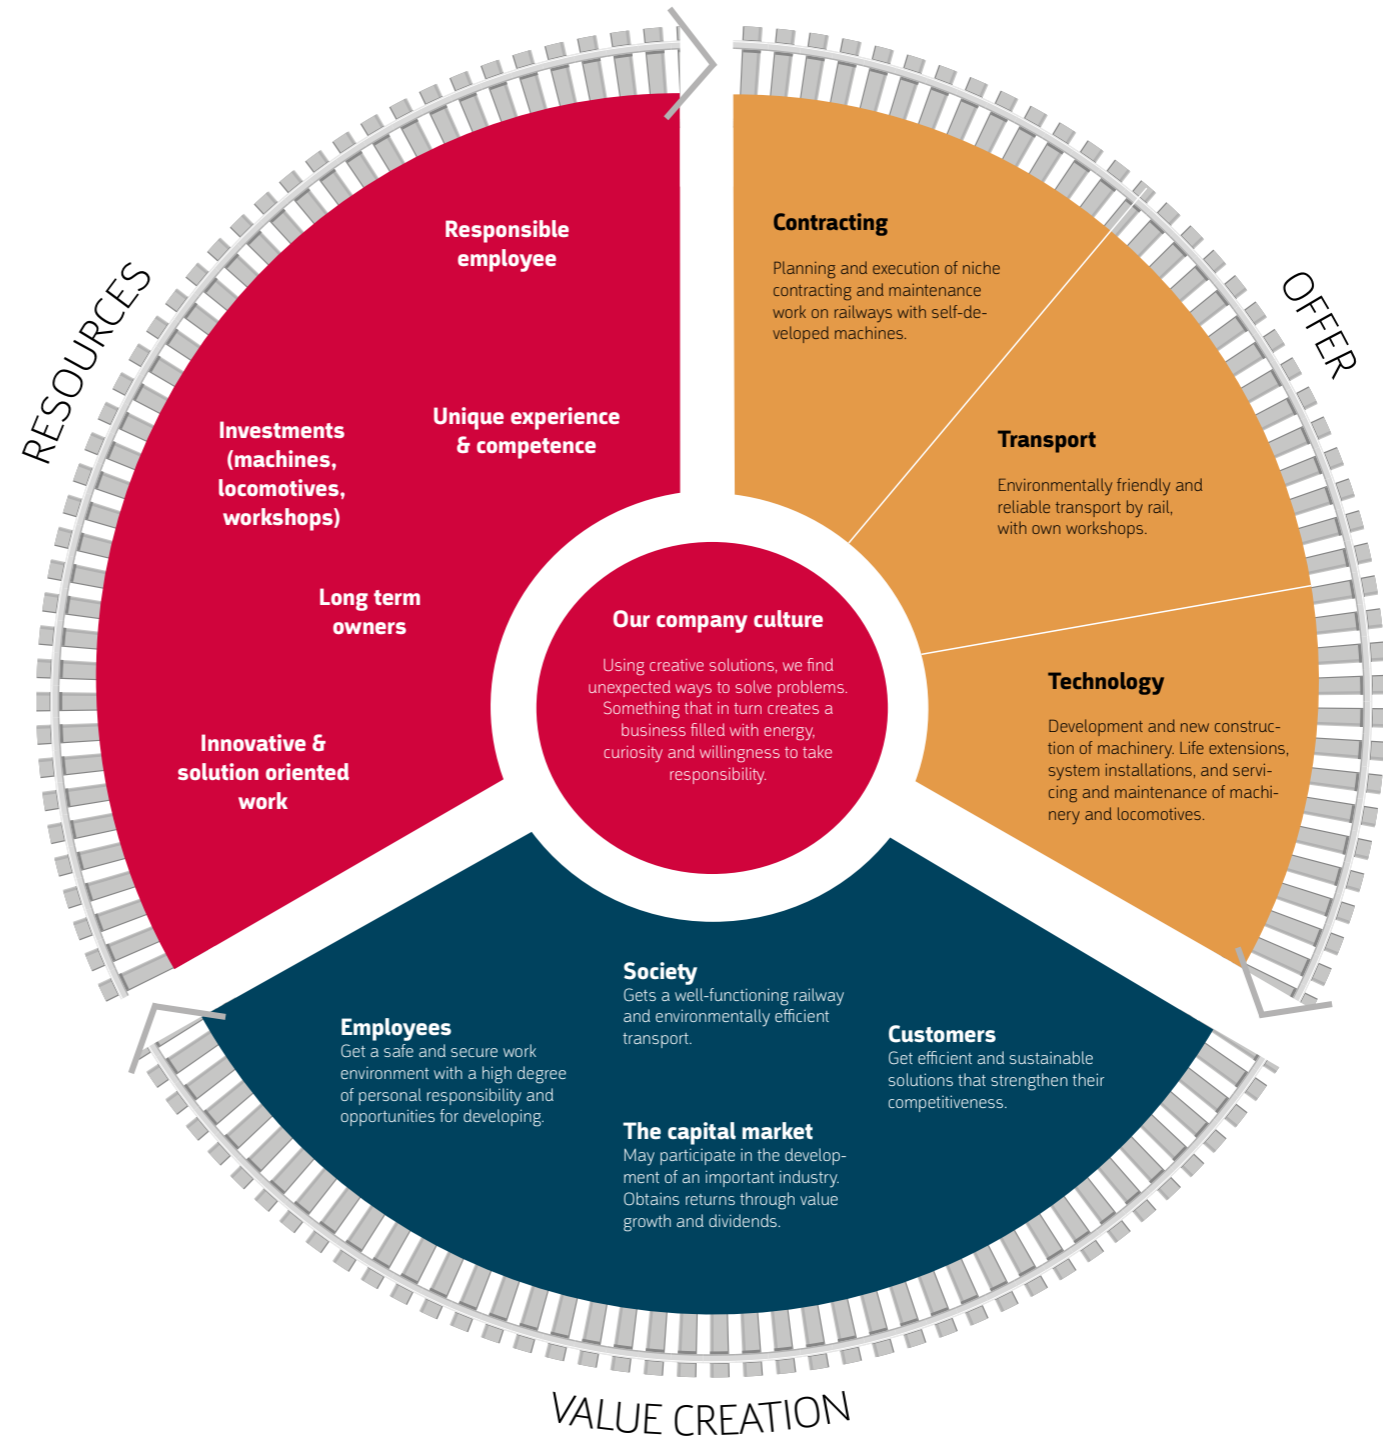 RESOURCES
Responsible
employee
Unique experience
& competence
Investments
(machines,
locomotives,
workshops)
Long term
owners
Innovative &
solution oriented
work
OFFER
Contracting
Planning and execution of niche
contracting and maintenance
work on railways with self-de-
veloped machines.
Transport
Environmentally friendly and
reliable transport by rail,
with own workshops.
Technology
Development and new construc-
tion of machinery. Life extensions,
system installations, and servi-
cing and maintenance of machi-
nery and locomotives.
Our company culture
Using creative solutions, we find
unexpected ways to solve problems.
Something that in turn creates a
business filled with energy,
curiosity and willingness to take
responsibility.
Employees
Get a safe and secure work
environment with a high degree
of personal responsibility and
opportunities for developing.
Society
Gets a well-functioning railway
and environmentally efficient
transport.
The capital market
May participate in the develop-
ment of an important industry.
Obtains returns through value
growth and dividends.
Customers
Get efficient and sustainable
solutions that strengthen their
competitiveness.
VALUE CREATION